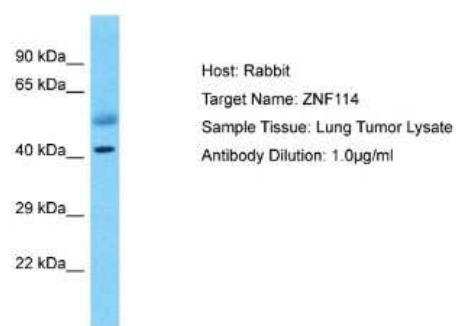 90 kDa
65 kDa
40 kDa
29 kDa
22 kDa
Host: Rabbit
Target Name: ZNF114
Sample Tissue: Lung Tumor Lysate
Antibody Dilution: 1.0µg/ml